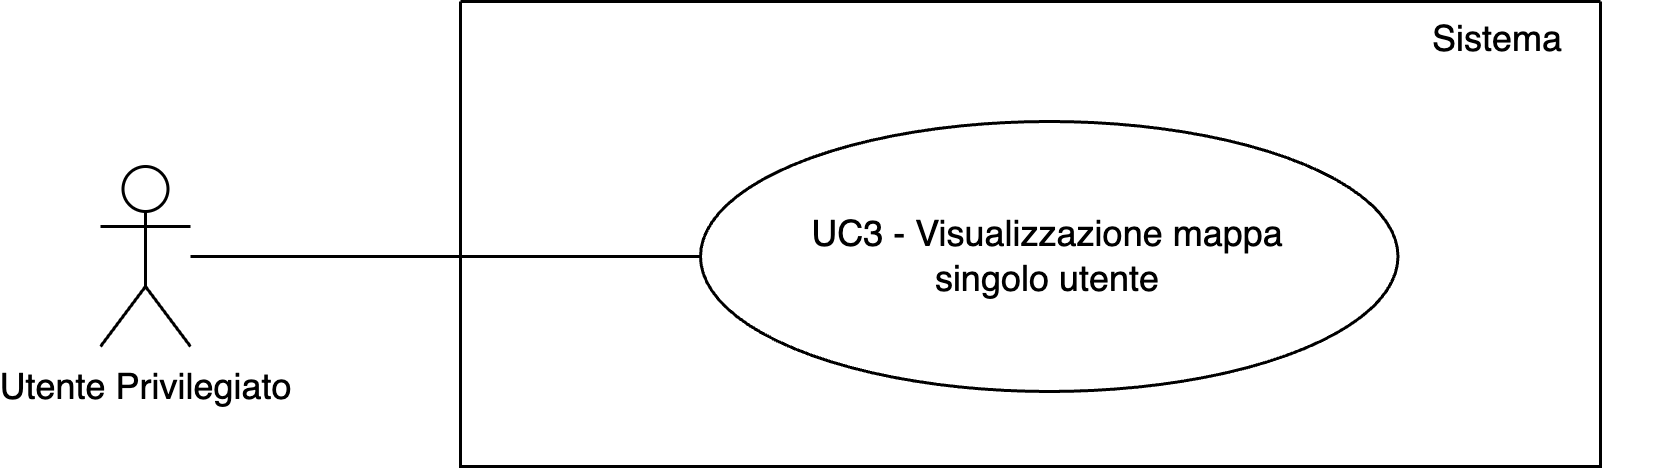 Sistema
UC3 - Visualizzazione mappa
singolo utente
Utente Privilegiato